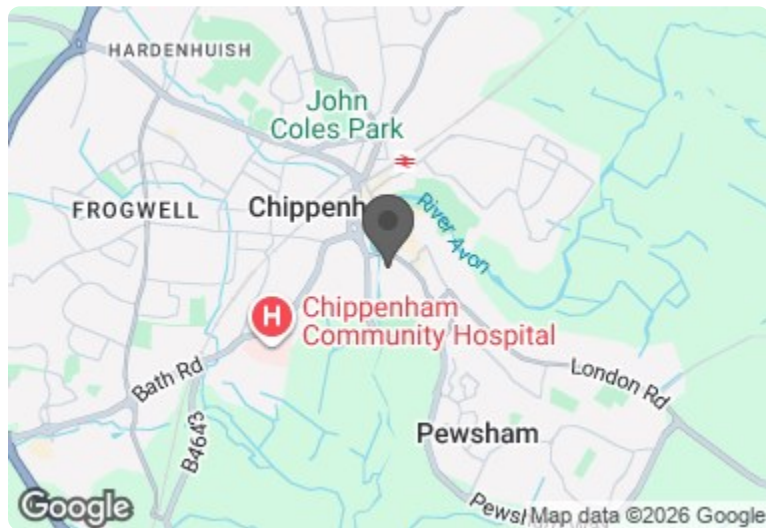 HARDENHUISH
John
Coles Park
FROGWELL
Chippenh
River Avon
H
Chippenham
Community Hospital
Bath Rd
London Rd
B4643
Pewsham
Google
Pewsh
Map data ©2026 Google